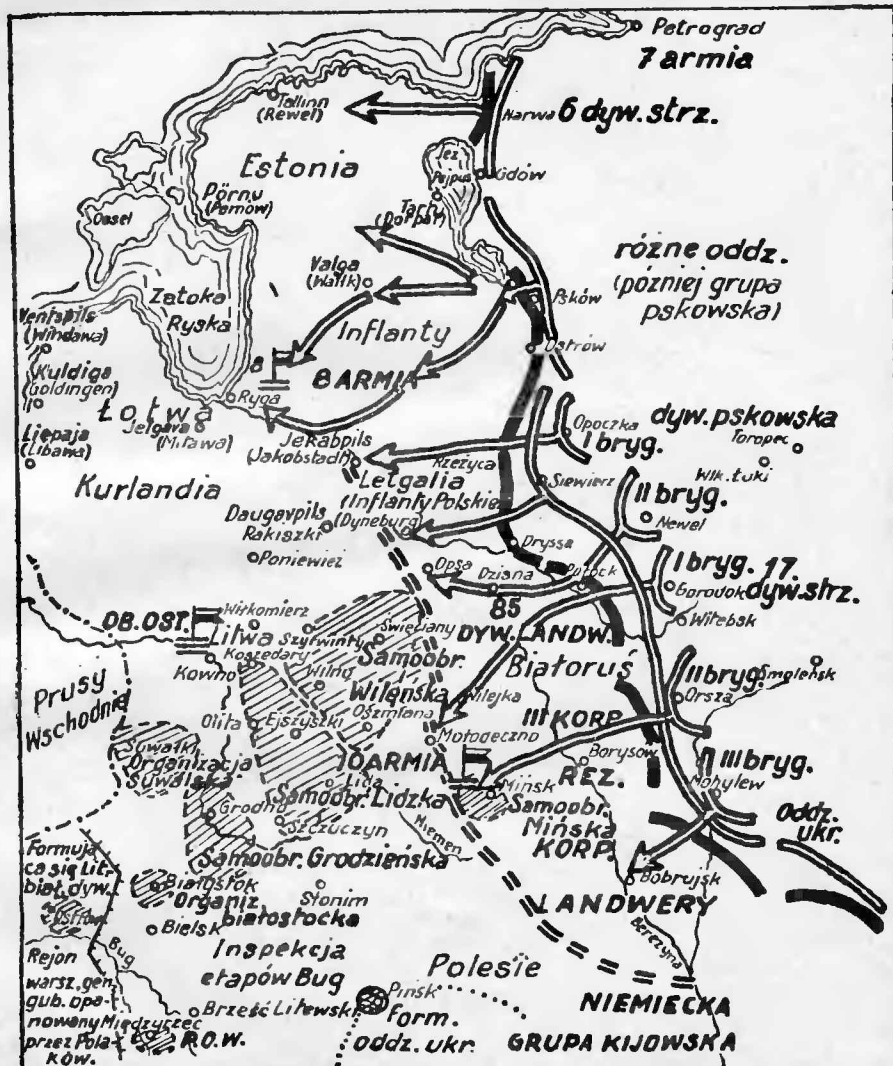 Petrograd
7 armia
Tallinn
(Rewel)
Narwa
6 dyw. strz.
Estonia
Jez.
Pejpus
Gdów
Pörnu
(Pernow)
Oesel
Tartu
(Dorpat)
różne oddz.
(później grupa
pskowska)
Valga
(Walk)
Zatoka
Ryska
Psków
Ventspils
(Windawa)
Inflanty
Ostrów
Kuldiga
(Goldingen)
8
8 ARMIA
Ryga
Łotwa
Opoczka
dyw. pskowska
Liepaja
(Libawa)
Jelgava
(Mitawa)
Jekabpils
(Jakobstadt)
I bryg.
Toropec
Rzeżyca
Wlk. Łuki
Kurlandia
Letgalia
(Inflanty Polskie)
Siewierz
II bryg.
Daugavpils
(Dyneburg)
Newel
Rakiszki
Dryssa
Poniewież
Opsa
Dzisna
Połock
I bryg. 17.
dyw. strz.
Gorodok
85
DYW. LANDW.
Witebsk
OB. OST.
Wiłkomierz
Litwa
Szyrwinty
Święciany
Koszedary
Samoobr.
Wileńska
Białoruś
Kowno
Wilno
II bryg.
Smoleńsk
Prusy
Wschodnie
Wilejka
Orsza
Olita
Ejszyszki
Oszmiana
III KORP.
REZ.
Mołodeczno
Borysow
Suwałki
Organizacja
Suwalska
10 ARMIA
III bryg.
Lida
Mińsk
Mohylew
Samoobr. Lidzka
Samoobr.
Mińska
Grodno
Oddz.
ukr.
Szczuczyn
Niemen
KORP.
LANDWERY
Samoobr. Grodzieńska
Formują
ca się Lit-
biał. dyw.
Bobrujsk
Białystok
Organiz.
białostocka
Słonim
Bielsk
Berezyna
Bug
Inspekcja
etapów Bug
Polesie
Rejon
warsz. gen.
gub. opa-
nowany
przez Pola-
ków.
Pińsk
NIEMIECKA
GRUPA KIJOWSKA
Brześć Litewski
form.
oddz. ukr.
Międzyrzec
P.O.W.